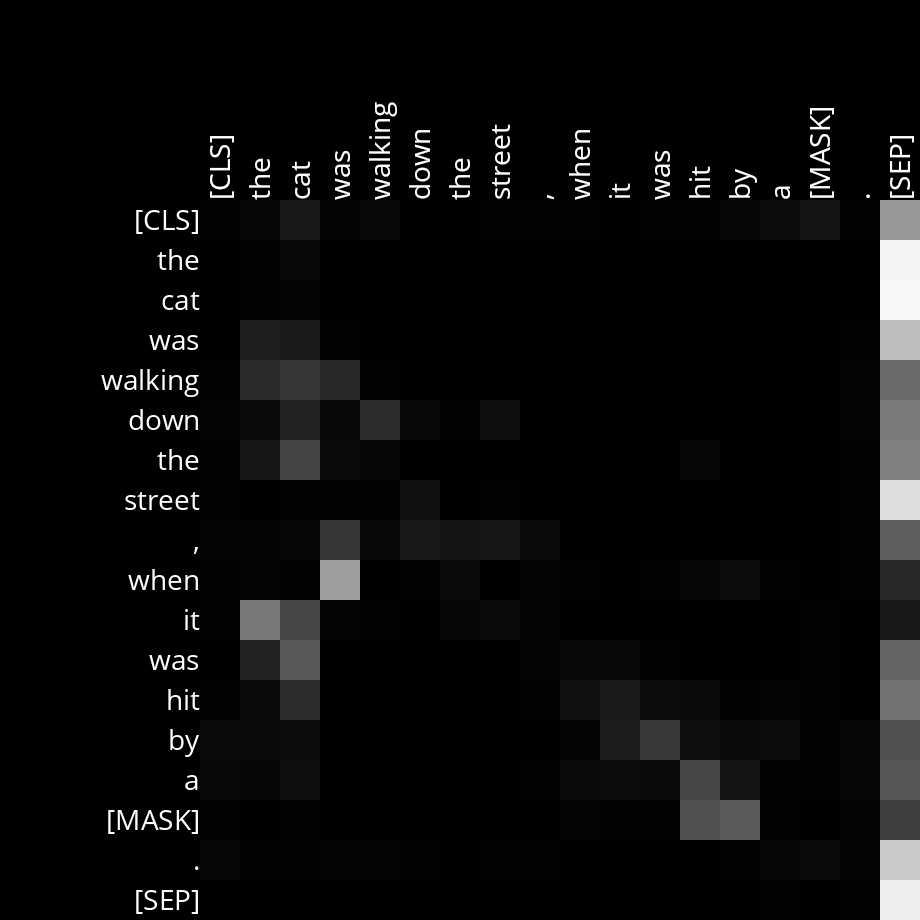 [CLS] the cat was walking down the street , when it was hit by a [MASK] . [SEP]
[CLS]
the
cat
was
walking
down
the
street
,
when
it
was
hit
by
a
[MASK]
.
[SEP]